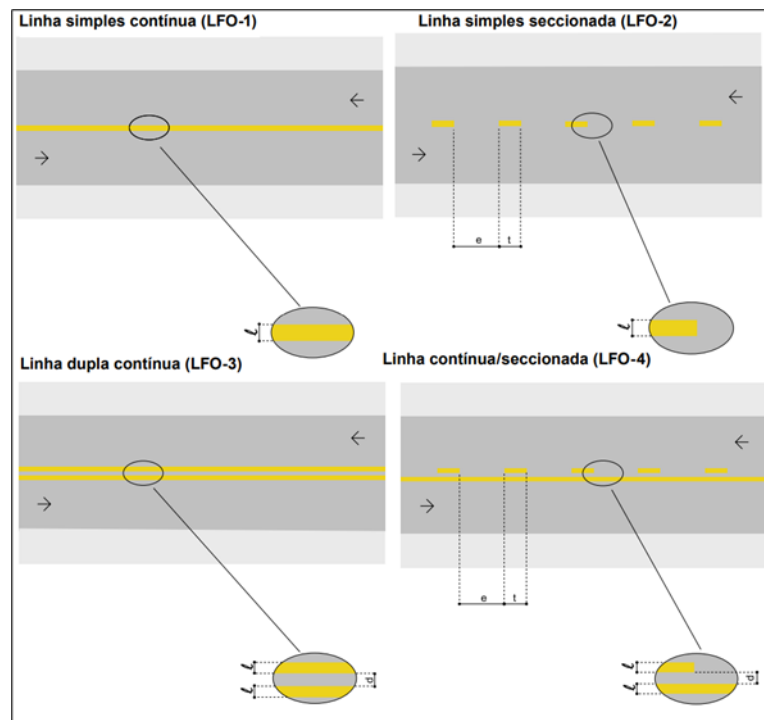 Linha simples contínua (LFO-1)
Linha simples seccionada (LFO-2)
e t
ℓ
ℓ
Linha dupla contínua (LFO-3)
Linha contínua/seccionada (LFO-4)
e t
ℓ
d
ℓ
ℓ
d
ℓ